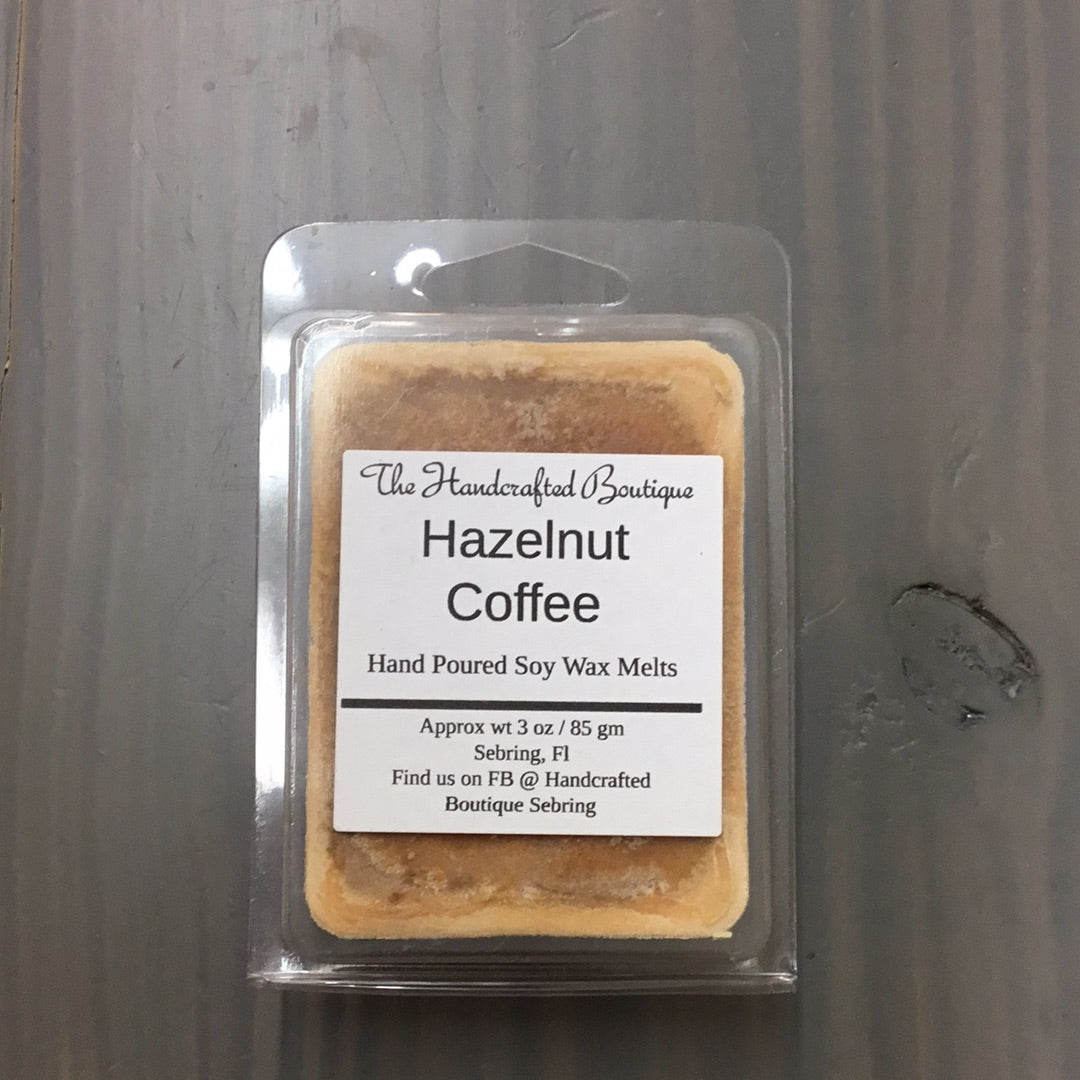 The Handcrafted Boutique
Hazelnut
Coffee
Hand Poured Soy Wax Melts
Approx wt 3 oz / 85 gm
Sebring, Fl
Find us on FB @ Handcrafted
Boutique Sebring